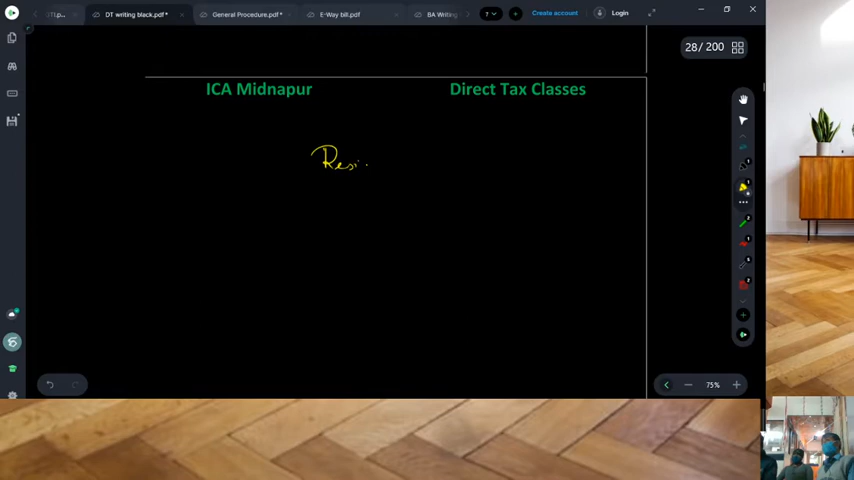 DT writing black.pdf*
General Procedure.pdf*
E-Way bill.pdf
BA Writing
7
Create account
Login
28 / 200
ICA Midnapur
Direct Tax Classes
Resi
75%